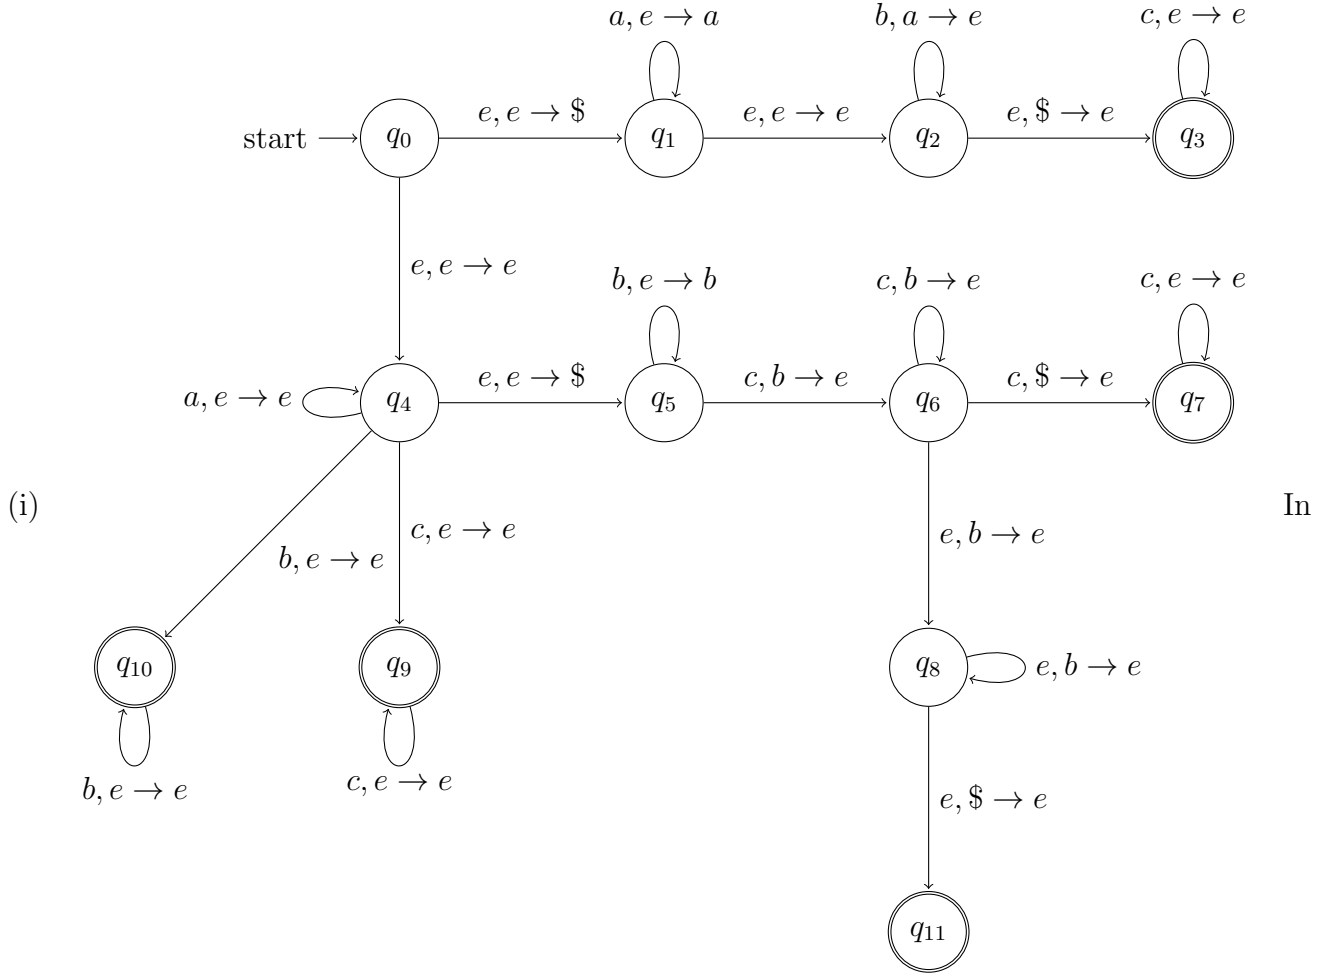 a, e → a b, a → e c, e → e
e, e → $ e, e → e e, $ → e
start q₀ q₁ q₂ q₃
e, e → e
b, e → b c, b → e c, e → e
e, e → $ c, b → e c, $ → e
a, e → e q₄ q₅ q₆ q₇
(i) In
c, e → e e, b → e
b, e → e
q₁₀ q₉ q₈ e, b → e
b, e → e c, e → e
e, $ → e
q₁₁